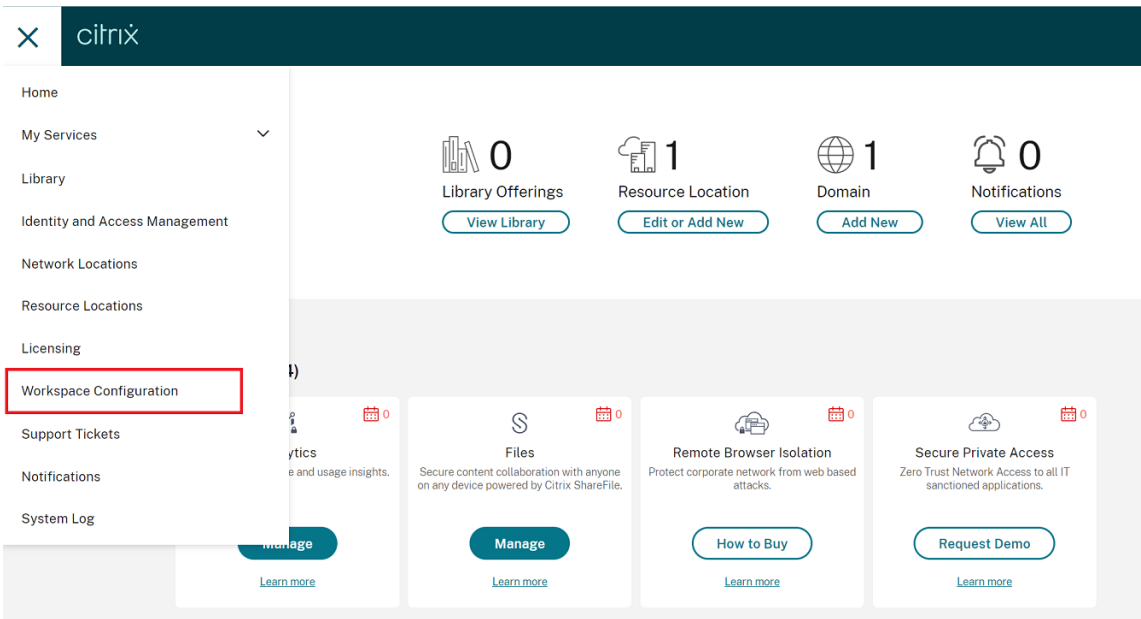 citrix
Home
My Services
Library
Identity and Access Management
Network Locations
Resource Locations
Licensing
Workspace Configuration
Support Tickets
Notifications
System Log
0
Library Offerings
View Library
1
Resource Location
Edit or Add New
1
Domain
Add New
0
Notifications
View All
4)
0
ytics
e and usage insights.
Manage
Learn more
0
Files
Secure content collaboration with anyone
on any device powered by Citrix ShareFile.
Manage
Learn more
0
Remote Browser Isolation
Protect corporate network from web based
attacks.
How to Buy
Learn more
0
Secure Private Access
Zero Trust Network Access to all IT
sanctioned applications.
Request Demo
Learn more